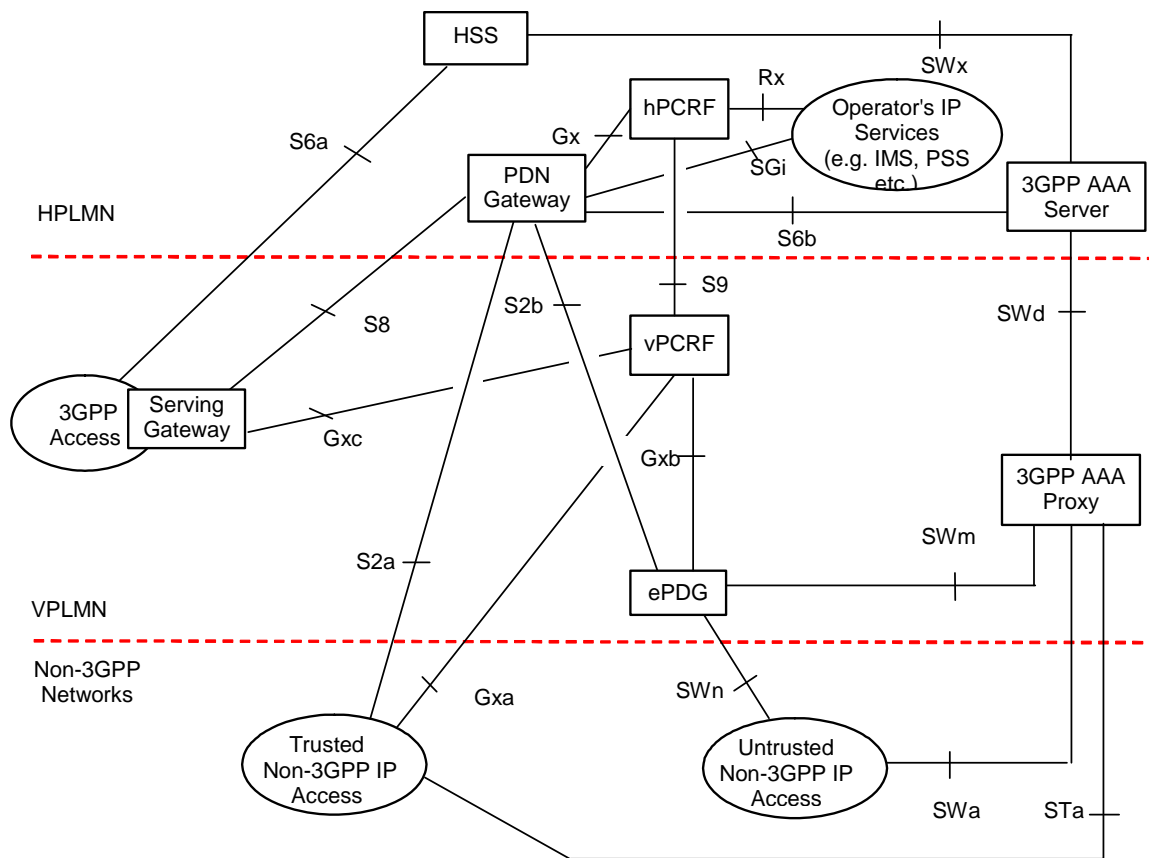 HSS
SWx
Rx
hPCRF
Operator's IP
Services
(e.g. IMS, PSS
etc.)
Gx
S6a
SGi
PDN
Gateway
3GPP AAA
Server
HPLMN
S6b
S9
S2b
SWd
S8
vPCRF
3GPP
Access
Serving
Gateway
Gxc
Gxb
3GPP AAA
Proxy
SWm
S2a
ePDG
VPLMN
Non-3GPP
Networks
SWn
Gxa
Trusted
Non-3GPP IP
Access
Untrusted
Non-3GPP IP
Access
SWa
STa